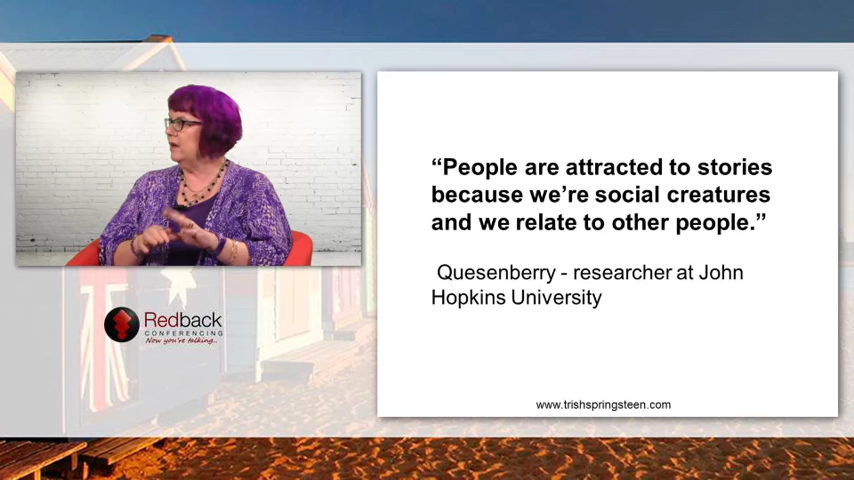 “People are attracted to stories
because we’re social creatures
and we relate to other people.”
Quesenberry - researcher at John
Hopkins University
Redback
CONFERENCING
Now you're talking..
www.trishspringsteen.com